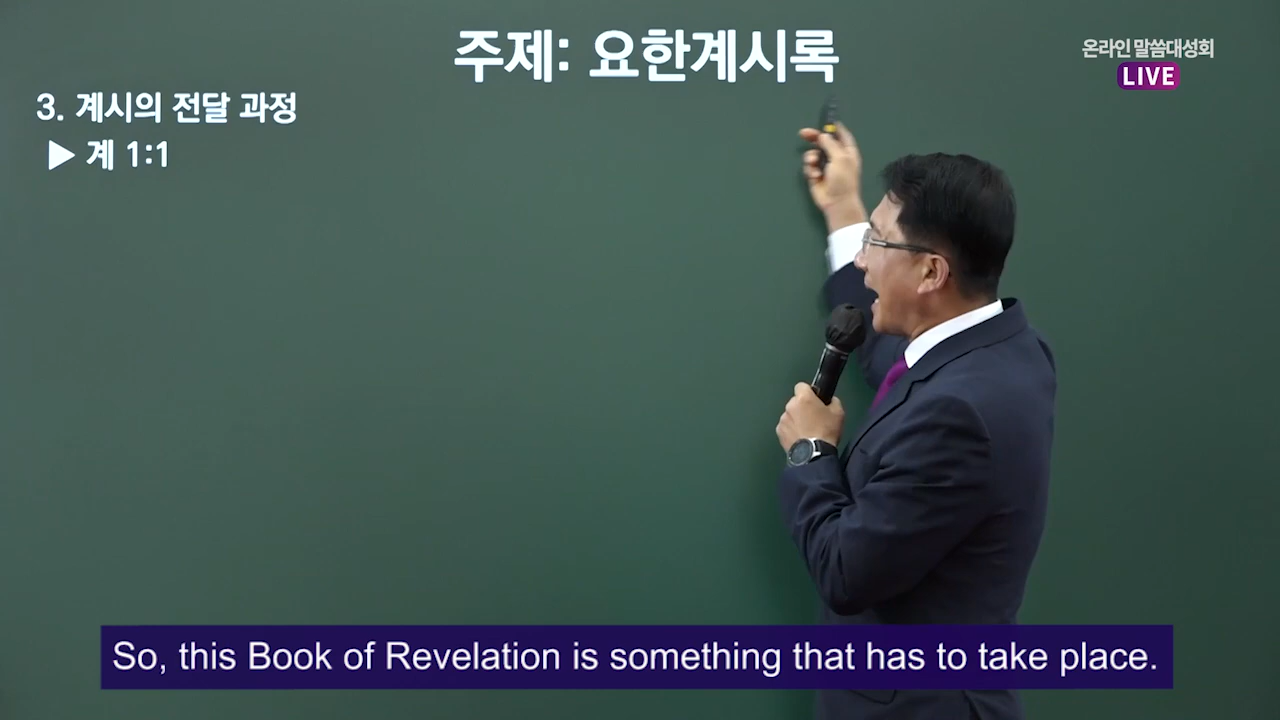 주제: 요한계시록
온라인 말씀대성회
LIVE
3. 계시의 전달 과정
▶ 계 1:1
So, this Book of Revelation is something that has to take place.